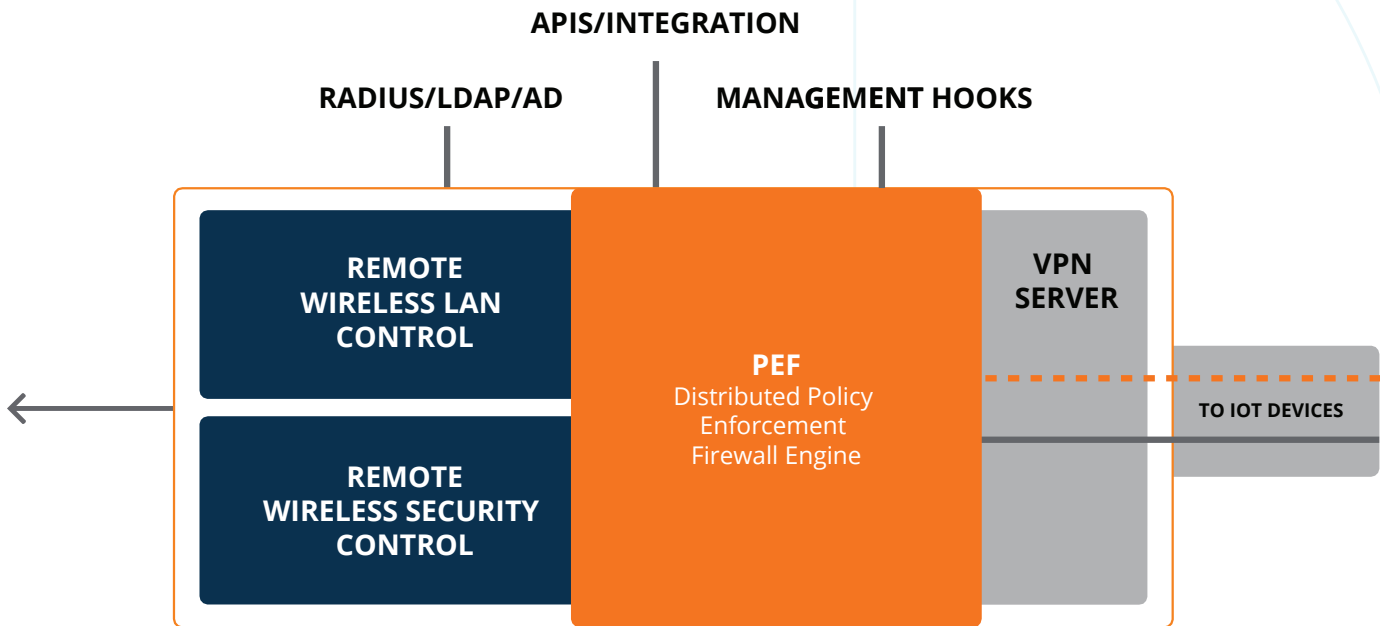 APIS/INTEGRATION
RADIUS/LDAP/AD
MANAGEMENT HOOKS
REMOTE
WIRELESS LAN
CONTROL
REMOTE
WIRELESS SECURITY
CONTROL
PEF
Distributed Policy
Enforcement
Firewall Engine
VPN
SERVER
TO IOT DEVICES